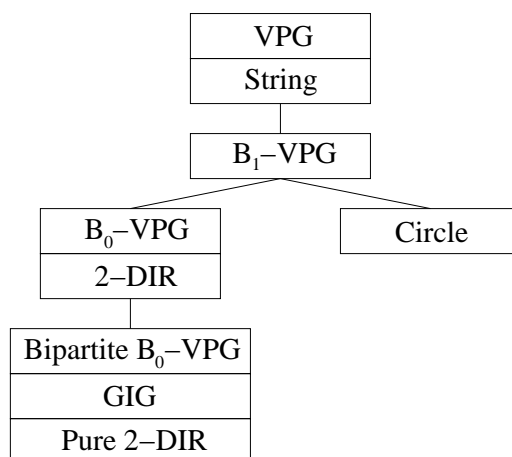 VPG
String
B₁–VPG
B₀–VPG
Circle
2–DIR
Bipartite B₀–VPG
GIG
Pure 2–DIR